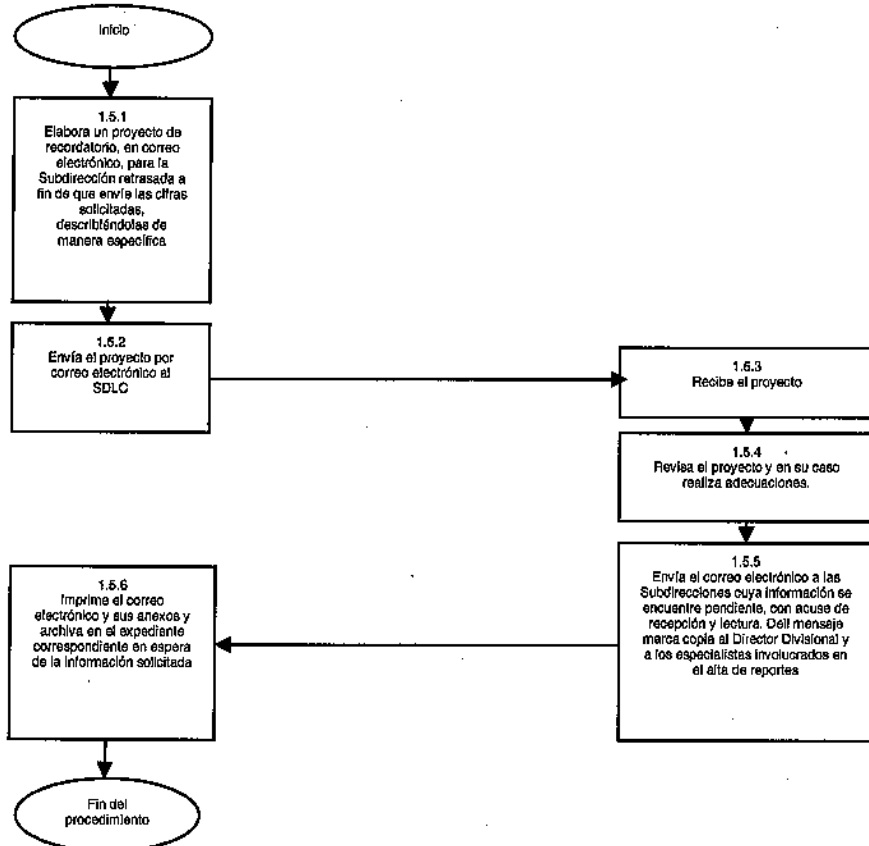 Inicio
1.5.1
Elabora un proyecto de
recordatorio, en correo
electrónico, para la
Subdirección retrasada a
fin de que envíe las cifras
solicitadas,
describiéndolas de
manera específica
1.5.2
Envía el proyecto por
correo electrónico al
SDLC
1.5.3
Recibe el proyecto
1.5.4
Revisa el proyecto y en su caso
realiza adecuaciones.
1.5.5
Envía el correo electrónico a las
Subdirecciones cuya información se
encuentre pendiente, con acuse de
recepción y lectura. Dell mensaje
marca copia al Director Divisional y
a los especialistas involucrados en
el alta de reportes
1.5.6
Imprime el correo
electrónico y sus anexos y
archiva en el expediente
correspondiente en espera
de la información solicitada
Fin del
procedimiento